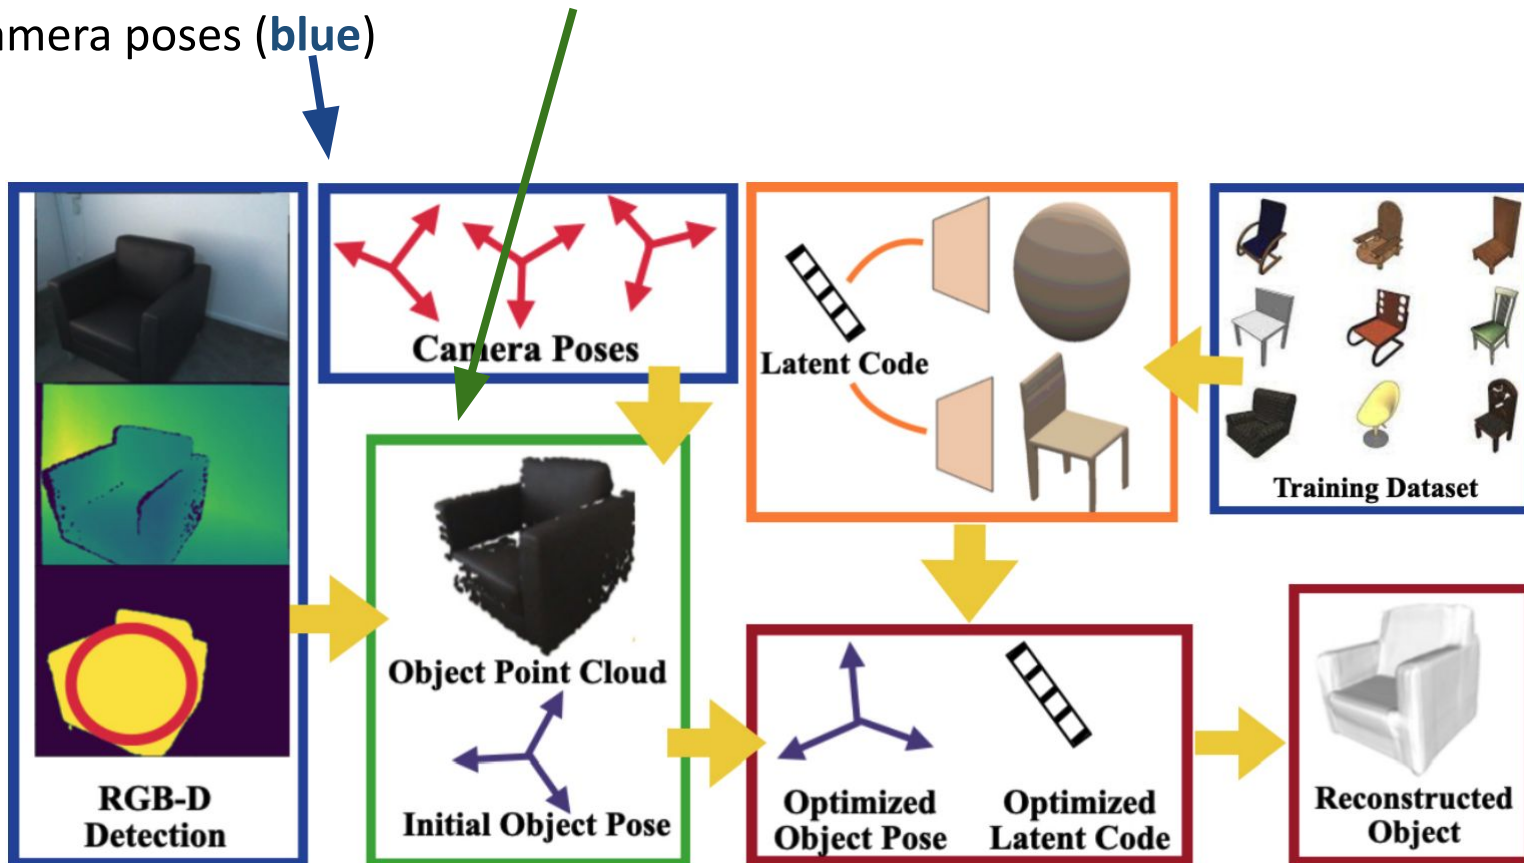 (blue)
poses
Camera Poses
Latent Code
Training Dataset
Object Point Cloud
Initial Object Pose
RGB-D
Detection
Optimized
Object Pose
Optimized
Latent Code
Reconstructed
Object